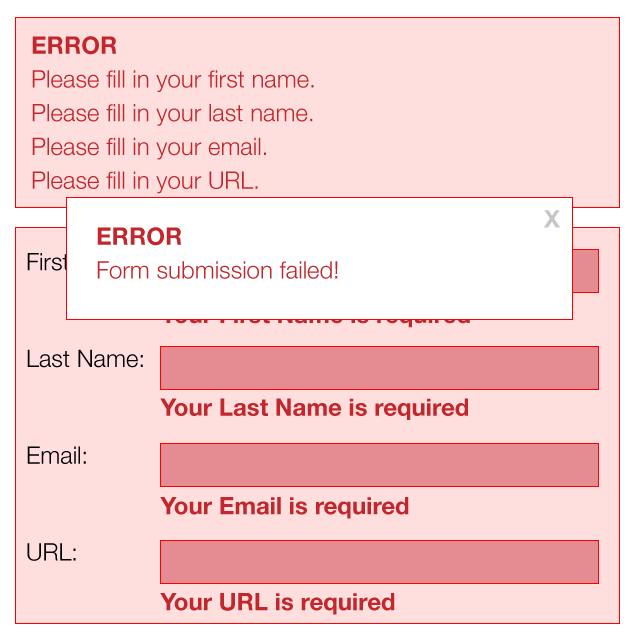 ERROR
Please fill in your first name.
Please fill in your last name.
Please fill in your email.
Please fill in your URL.
X
ERROR
Form submission failed!
First
Your First Name is required
Last Name:
Your Last Name is required
Email:
Your Email is required
URL:
Your URL is required